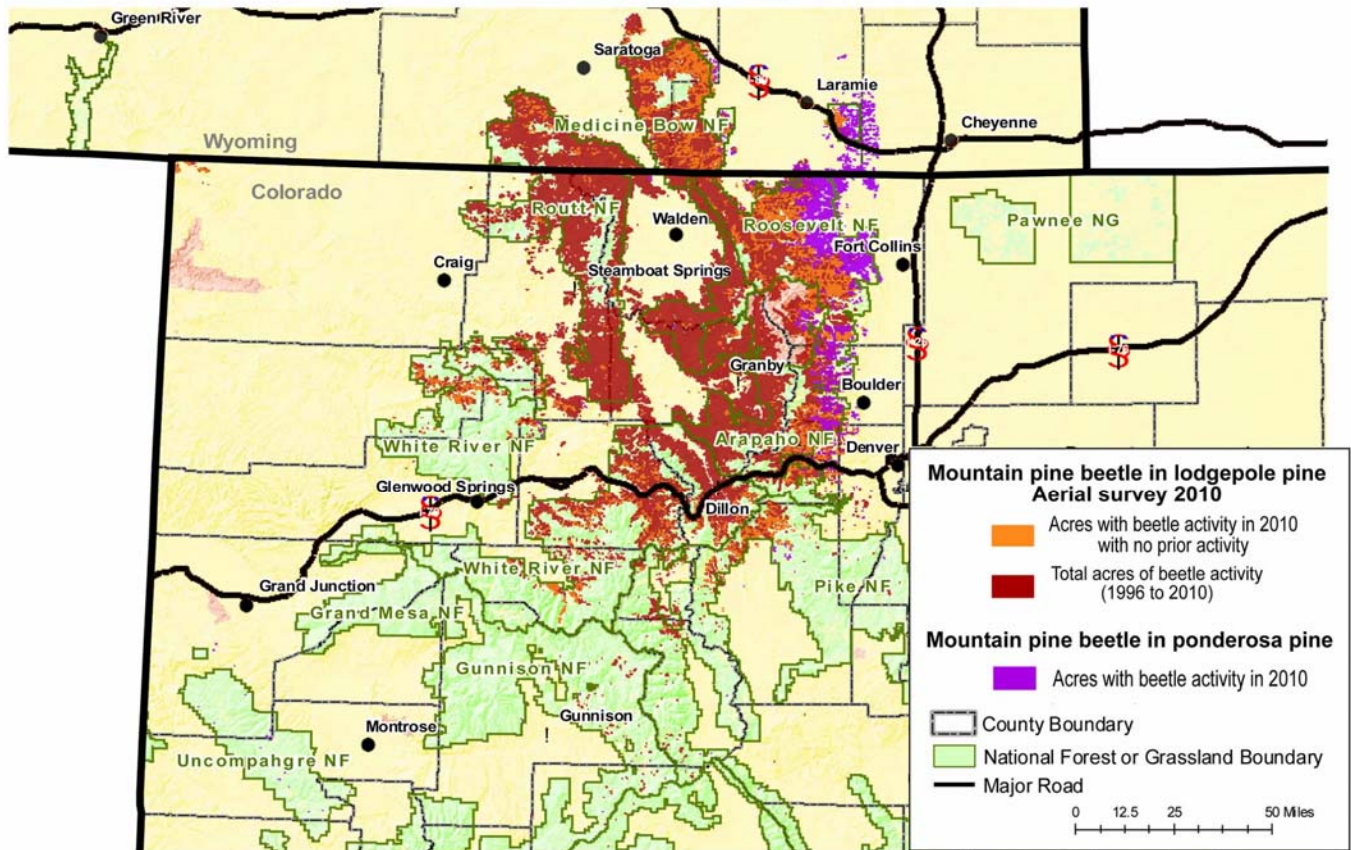 Green River
Saratoga
Laramie
Medicine Bow NF
Cheyenne
Wyoming
Colorado
Routt NF
Walden
Roosevelt NF
Pawnee NG
Fort Collins
Craig
Steamboat Springs
Granby
Boulder
White River NF
Arapaho NF
Denver
Glenwood Springs
Dillon
White River NF
Grand Junction
Pike NF
Grand Mesa NF
Gunnison NF
Gunnison
Montrose
Uncompahgre NF
Mountain pine beetle in lodgepole pine
Aerial survey 2010
Acres with beetle activity in 2010
with no prior activity
Total acres of beetle activity
(1996 to 2010)
Mountain pine beetle in ponderosa pine
Acres with beetle activity in 2010
County Boundary
National Forest or Grassland Boundary
Major Road
0 12.5 25 50 Miles